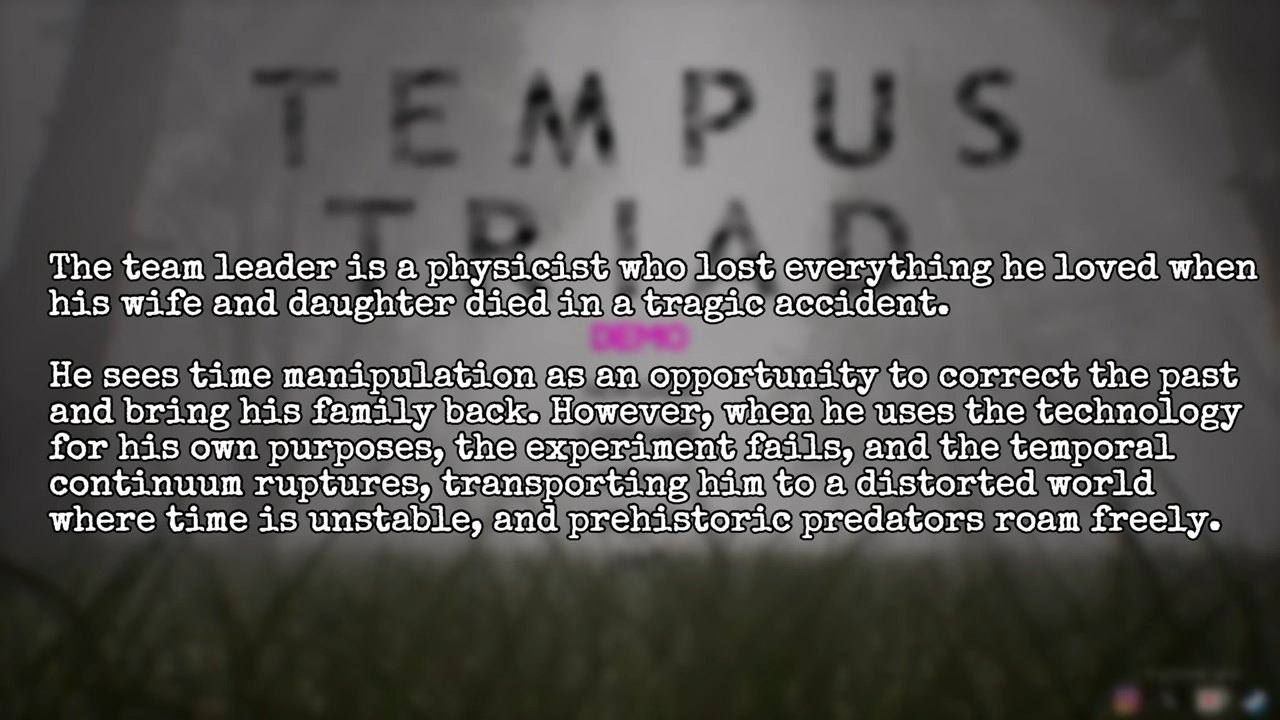 TEMPUS
TRIAD
The team leader is a physicist who lost everything he loved when
his wife and daughter died in a tragic accident.
DEMO
He sees time manipulation as an opportunity to correct the past
and bring his family back. However, when he uses the technology
for his own purposes, the experiment fails, and the temporal
continuum ruptures, transporting him to a distorted world
where time is unstable, and prehistoric predators roam freely.